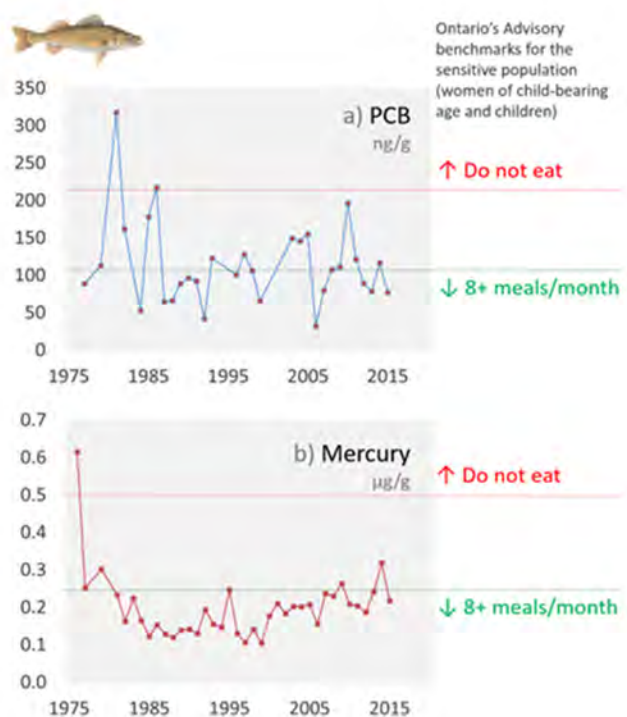 Ontario's Advisory
benchmarks for the
sensitive population
(women of child-bearing
age and children)
350
300
250
200
150
100
50
0
a) PCB
ng/g
↑ Do not eat
↓ 8+ meals/month
1975 1985 1995 2005 2015
0.7
0.6
0.5
0.4
0.3
0.2
0.1
0.0
b) Mercury
µg/g
↑ Do not eat
↓ 8+ meals/month
1975 1985 1995 2005 2015